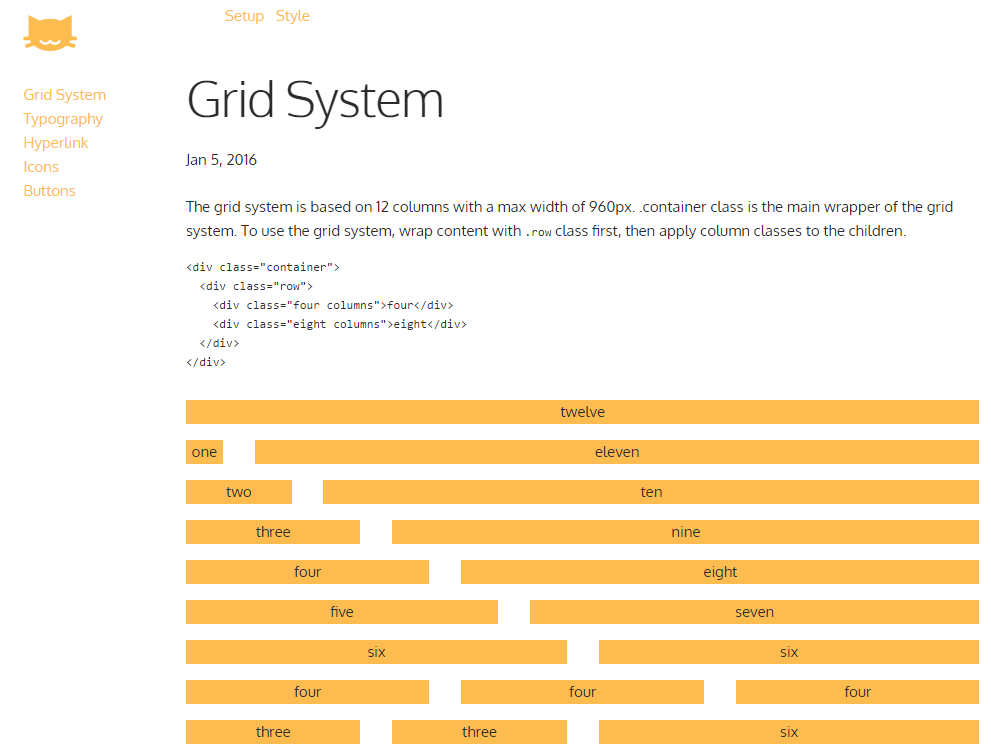 Setup Style
Grid System
Typography
Hyperlink
Icons
Buttons
Grid System
Jan 5, 2016
The grid system is based on 12 columns with a max width of 960px. .container class is the main wrapper of the grid
system. To use the grid system, wrap content with .row class first, then apply column classes to the children.
<div class="container">
  <div class="row">
    <div class="four columns">four</div>
    <div class="eight columns">eight</div>
  </div>
</div>
twelve
one eleven
two ten
three nine
four eight
five seven
six six
four four four
three three six